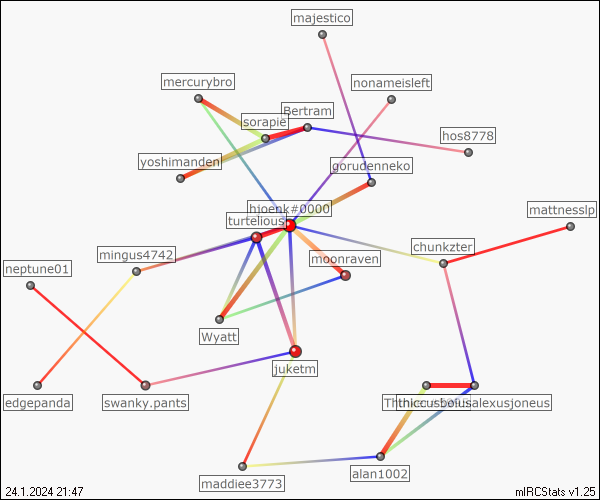 majestico
mercurybro
nonameisleft
Bertram
sorapie
hos8778
yoshimanden
gorudenneko
hjoenk#0000
turtelious
mattnesslp
mingus4742
chunkzter
moonraven
neptune01
Wyatt
juketm
edgepanda
swanky.pants
alexusjoneus
maddiee3773
alan1002
24.1.2024 21:47
mIRCStats v1.25